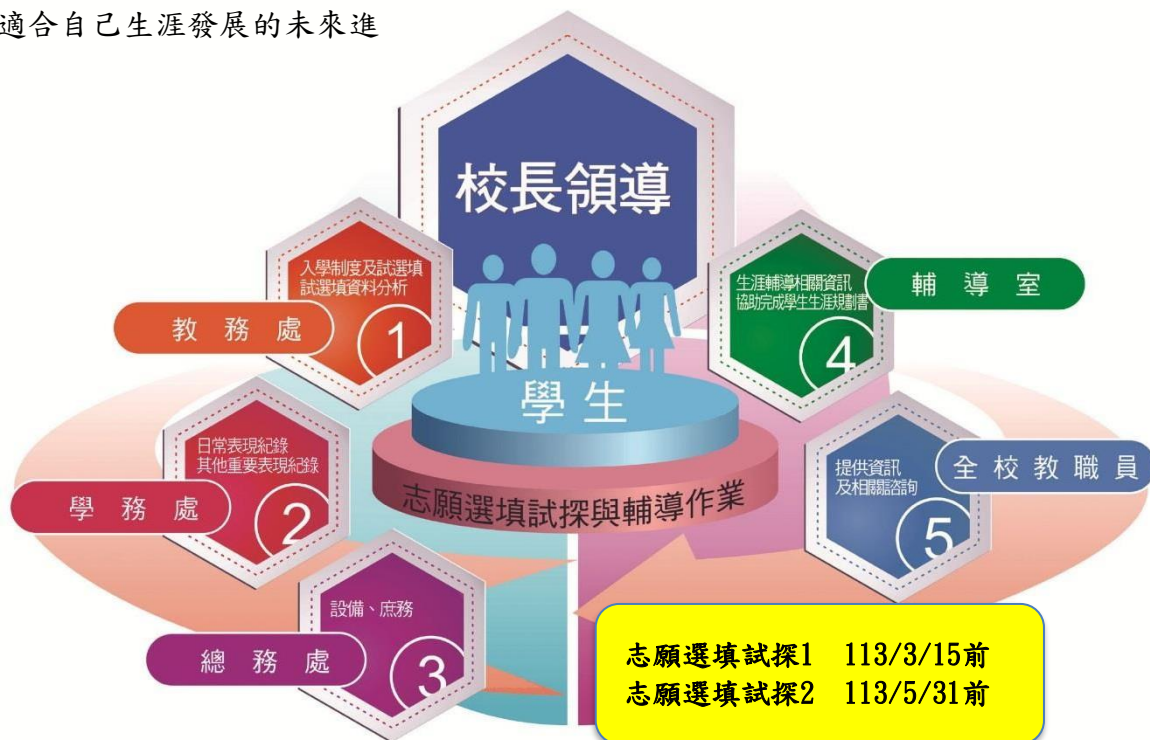 適合自己生涯發展的未來進
校長領導
入學制度及試選填
試選填資料分析
教務處
1
生涯輔導相關資訊
協助完成學生生涯規劃書
輔導室
4
學生
志願選填試探與輔導作業
日常表現紀錄
其他重要表現紀錄
學務處
2
提供資訊
及相關諮詢
全校教職員
5
設備、庶務
總務處
3
志願選填試探1 113/3/15前
志願選填試探2 113/5/31前